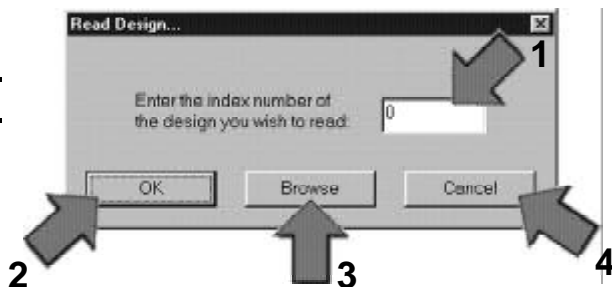 Read Design...
1
Enter the index number of
the design you wish to read:
0
OK
Browse
Cancel
2
3
4